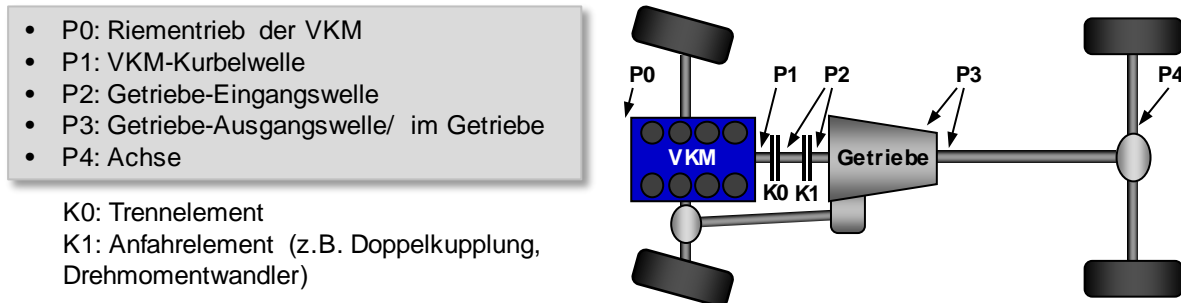 • P0: Riementrieb der VKM
• P1: VKM-Kurbelwelle
• P2: Getriebe-Eingangswelle
• P3: Getriebe-Ausgangswelle/ im Getriebe
• P4: Achse
K0: Trennelement
K1: Anfahrelement (z.B. Doppelkupplung,
Drehmomentwandler)
P0 P1 P2 P3 P4
VKM Getriebe
K0 K1